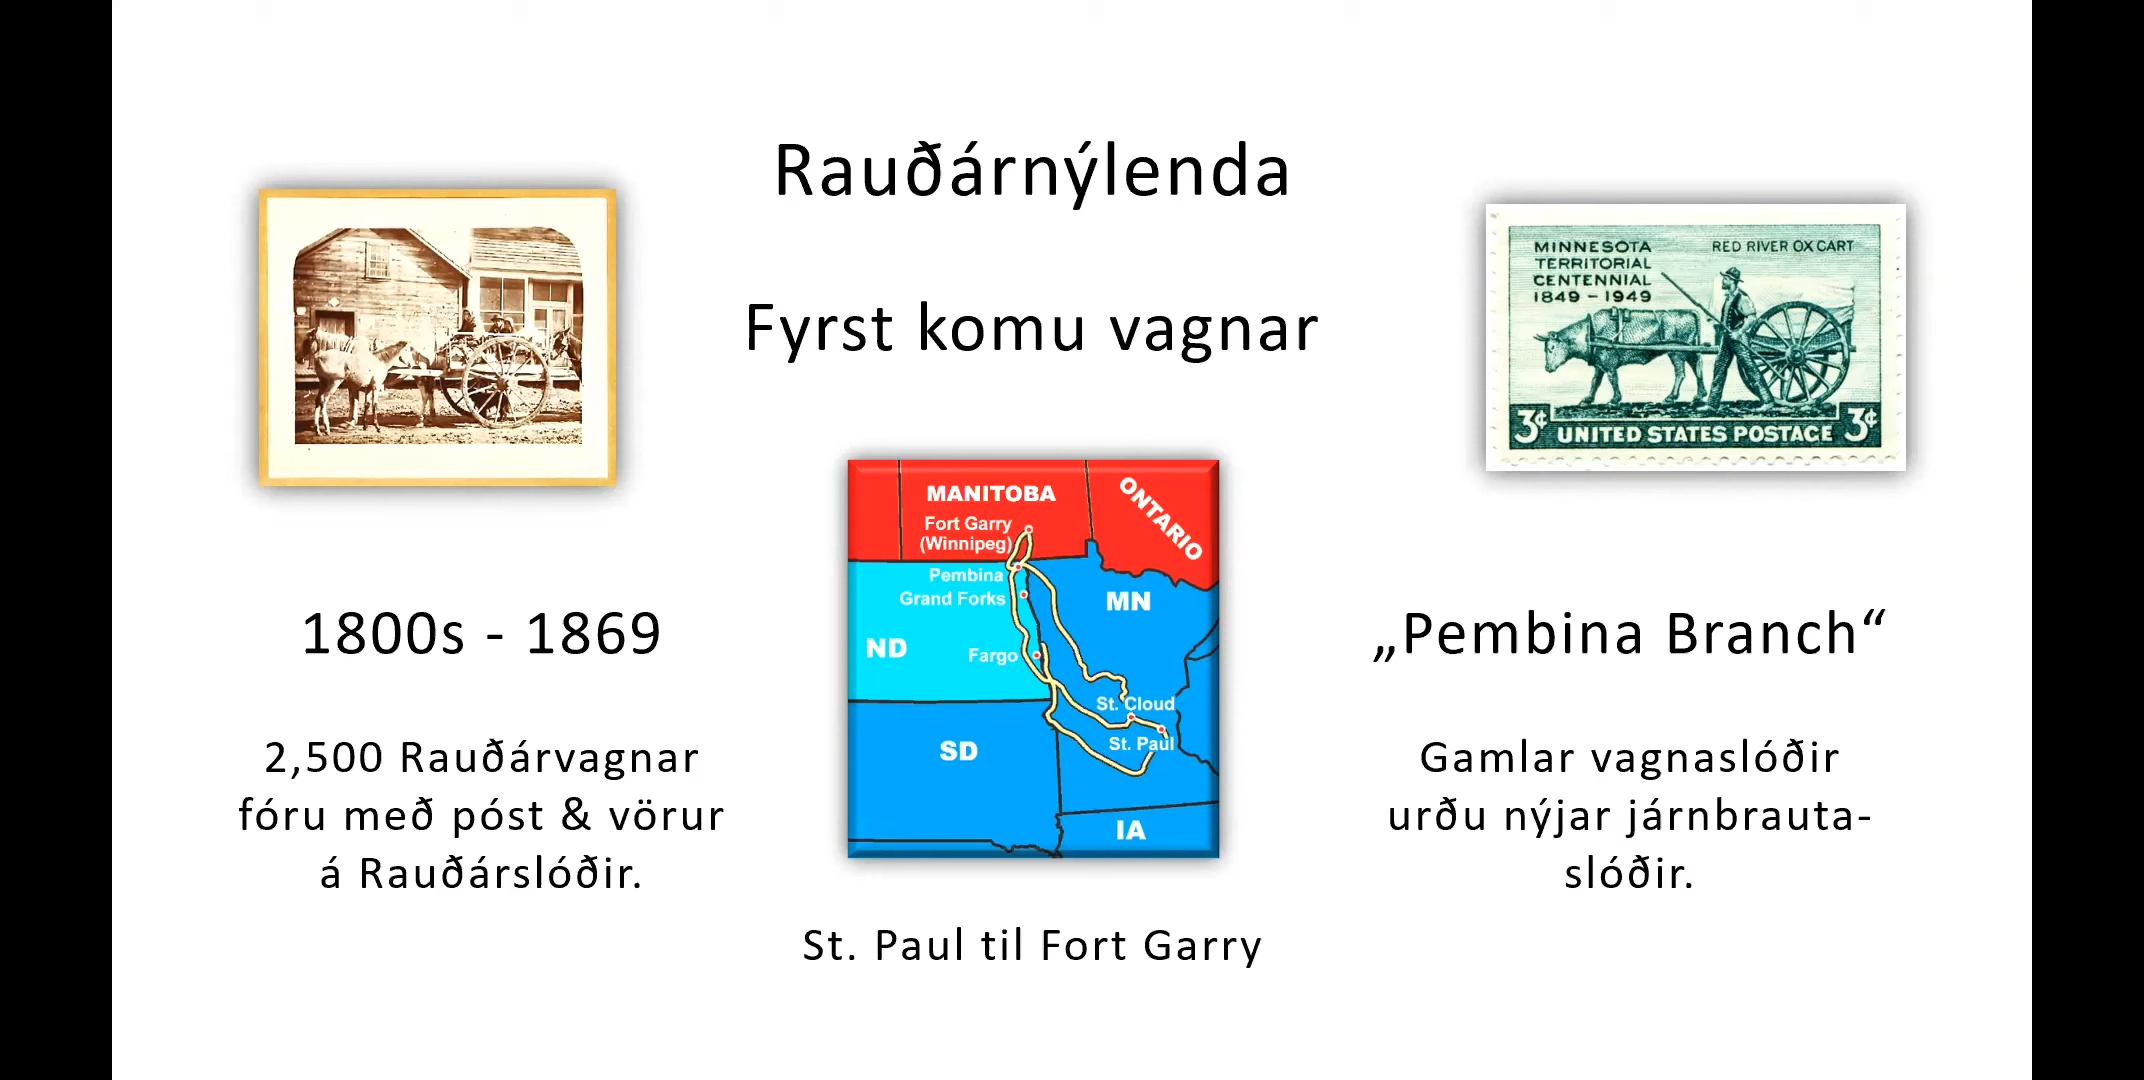 Rauðárnýlenda
Fyrst komu vagnar
MINNESOTA
TERRITORIAL
CENTENNIAL
1849 – 1949
RED RIVER OX CART
3¢ UNITED STATES POSTAGE 3¢
MANITOBA
ONTARIO
Fort Garry
(Winnipeg)
Pembina
Grand Forks
MN
ND
Fargo
St. Cloud
St. Paul
SD
IA
St. Paul til Fort Garry
1800s - 1869
2,500 Rauðárvagnar
fóru með póst & vörur
á Rauðárslóðir.
„Pembina Branch“
Gamlar vagnaslóðir
urðu nýjar járnbrauta-
slóðir.